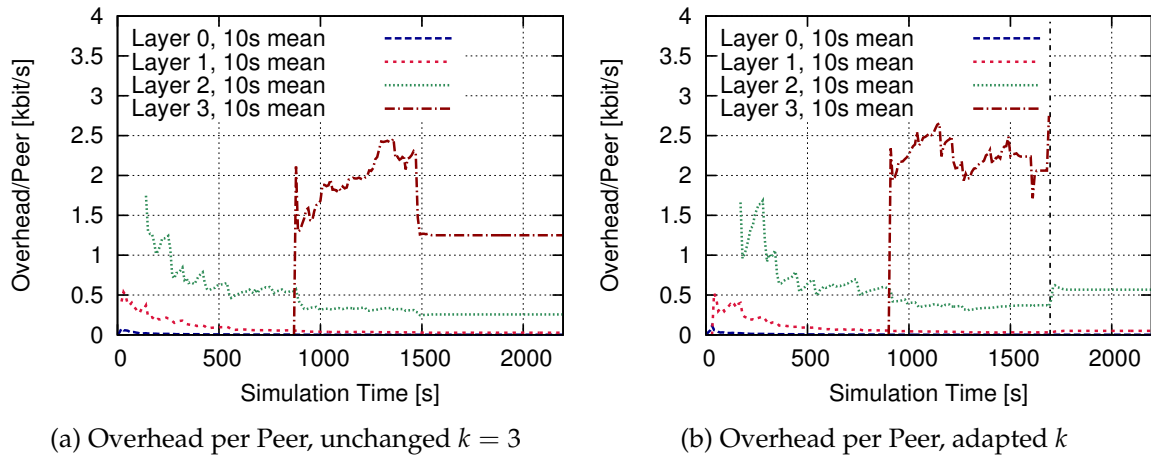 4
3.5
3
2.5
2
1.5
1
0.5
0
Overhead/Peer [kbit/s]
Layer 0, 10s mean
Layer 1, 10s mean
Layer 2, 10s mean
Layer 3, 10s mean
0 500 1000 1500 2000
Simulation Time [s]
(a) Overhead per Peer, unchanged k = 3
4
3.5
3
2.5
2
1.5
1
0.5
0
Overhead/Peer [kbit/s]
Layer 0, 10s mean
Layer 1, 10s mean
Layer 2, 10s mean
Layer 3, 10s mean
0 500 1000 1500 2000
Simulation Time [s]
(b) Overhead per Peer, adapted k